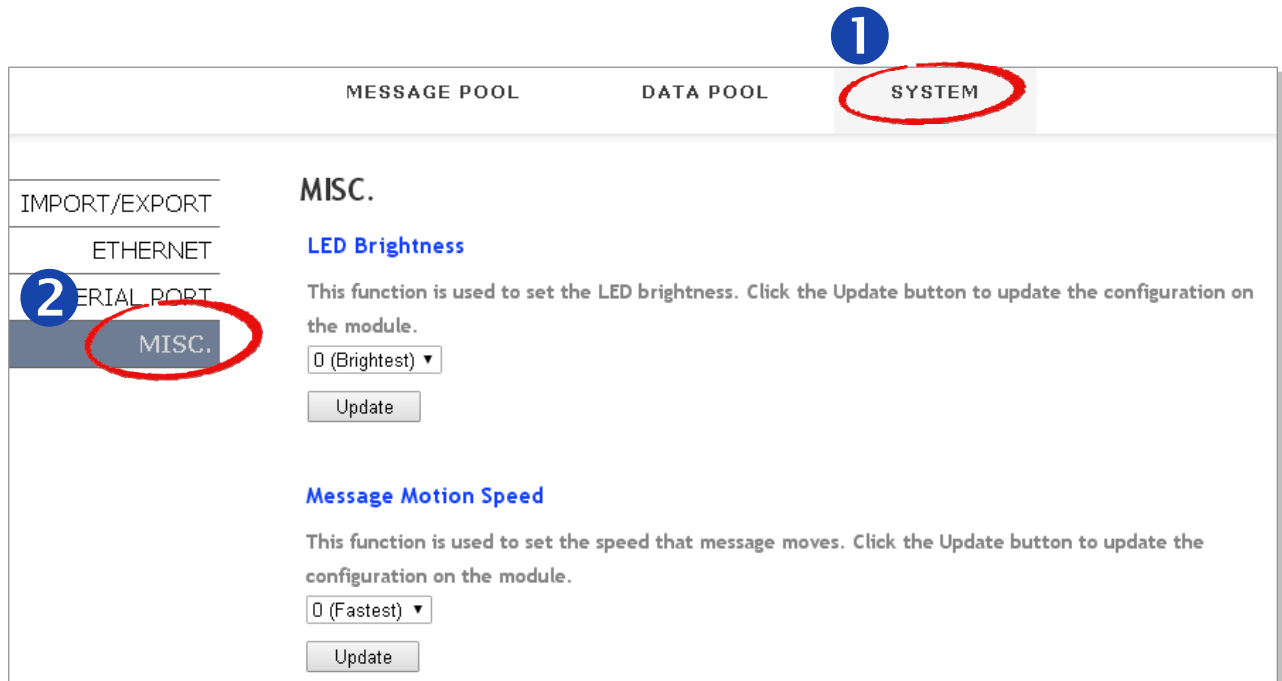 1
MESSAGE POOL DATA POOL SYSTEM
IMPORT/EXPORT
ETHERNET
2 ERIAL PORT
MISC.
MISC.
LED Brightness
This function is used to set the LED brightness. Click the Update button to update the configuration on
the module.
0 (Brightest)
Update
Message Motion Speed
This function is used to set the speed that message moves. Click the Update button to update the
configuration on the module.
0 (Fastest)
Update